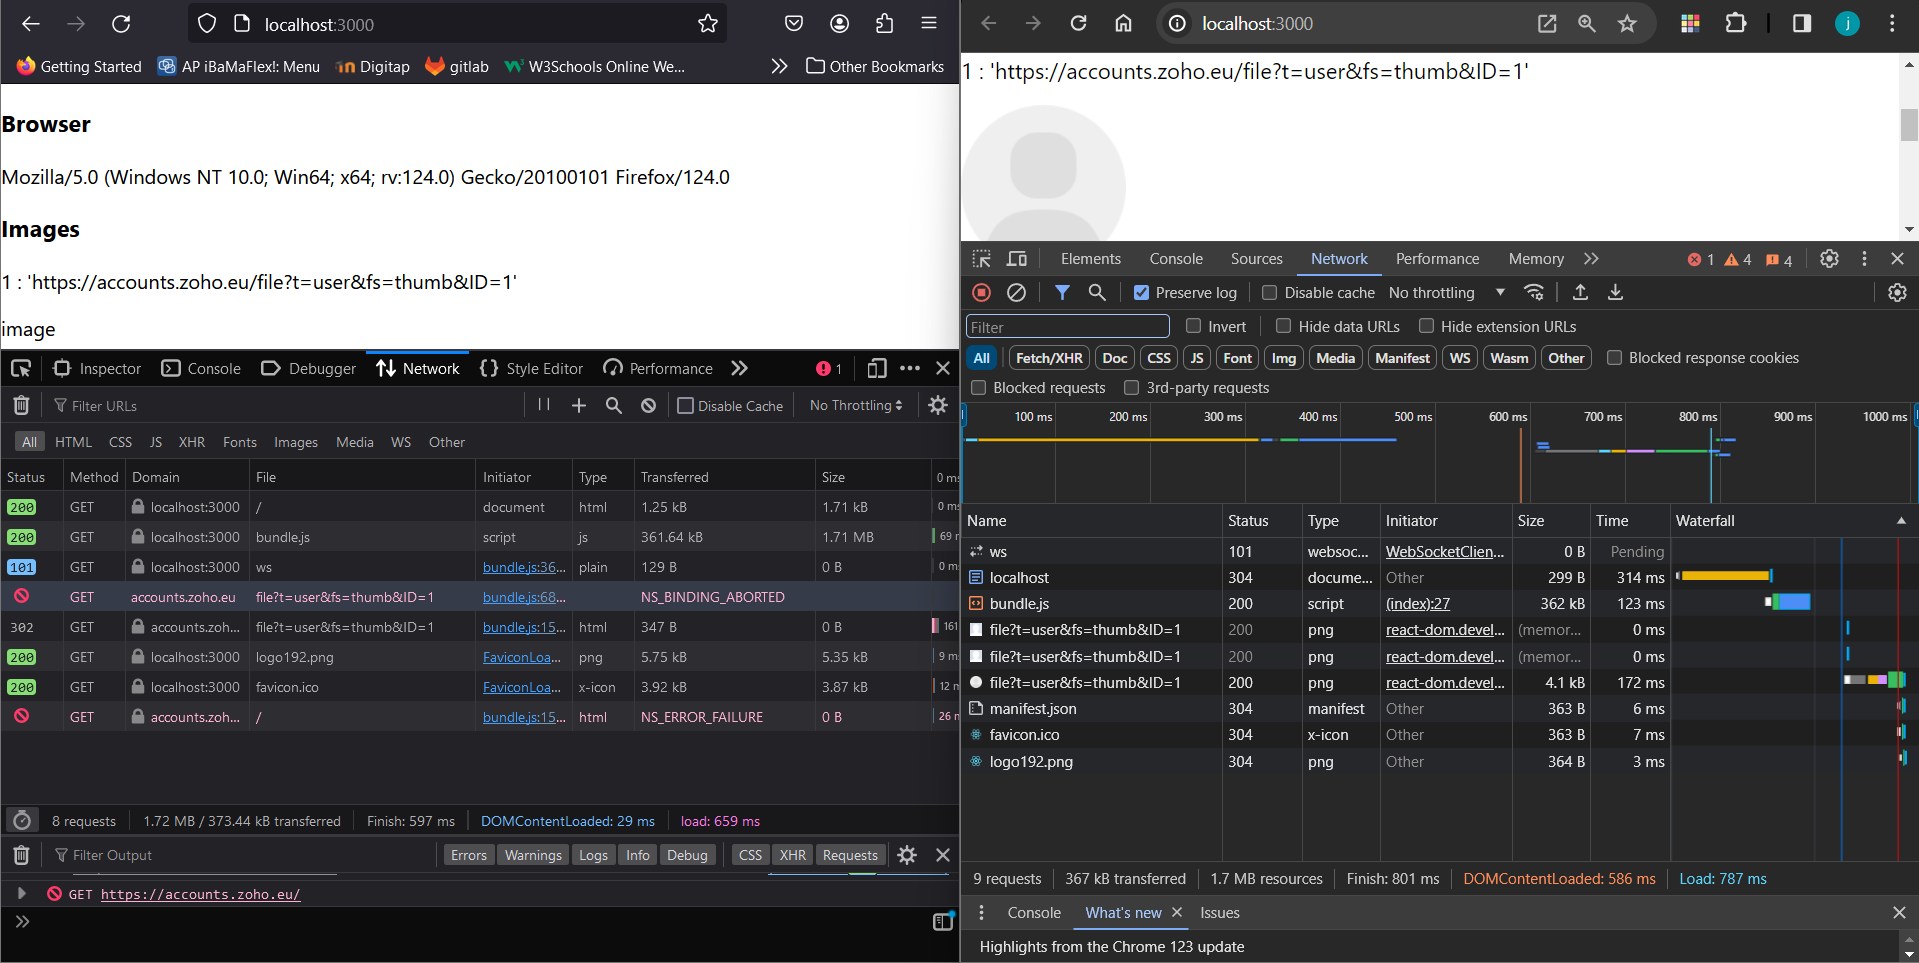 localhost:3000
Getting Started
AP iBaMaFlex!: Menu
Digitap
gitlab
W3Schools Online We...
Other Bookmarks
Browser
Mozilla/5.0 (Windows NT 10.0; Win64; x64; rv:124.0) Gecko/20100101 Firefox/124.0
Images
1 : 'https://accounts.zoho.eu/file?t=user&fs=thumb&ID=1'
image
Inspector Console Debugger Network {} Style Editor Performance 1
Filter URLs Disable Cache No Throttling
All HTML CSS JS XHR Fonts Images Media WS Other
Status Method Domain File Initiator Type Transferred Size 0 ms
200 GET localhost:3000 / document html 1.25 kB 1.71 kB 0 ms
200 GET localhost:3000 bundle.js script js 361.64 kB 1.71 MB 69
101 GET localhost:3000 ws bundle.js:36... plain 129 B 0 B 0 ms
GET accounts.zoho.eu file?t=user&fs=thumb&ID=1 bundle.js:68... NS_BINDING_ABORTED
302 GET accounts.zoh... file?t=user&fs=thumb&ID=1 bundle.js:15... html 347 B 0 B 161
200 GET localhost:3000 logo192.png FaviconLoa... png 5.75 kB 5.35 kB 9
200 GET localhost:3000 favicon.ico FaviconLoa... x-icon 3.92 kB 3.87 kB 12
GET accounts.zoh... / bundle.js:15... html NS_ERROR_FAILURE 0 B 26
8 requests 1.72 MB / 373.44 kB transferred Finish: 597 ms DOMContentLoaded: 29 ms load: 659 ms
Filter Output Errors Warnings Logs Info Debug CSS XHR Requests
GET https://accounts.zoho.eu/
localhost:3000
j
1 : 'https://accounts.zoho.eu/file?t=user&fs=thumb&ID=1'
Elements Console Sources Network Performance Memory 1 4 4
Preserve log Disable cache No throttling
Filter Invert Hide data URLs Hide extension URLs
All Fetch/XHR Doc CSS JS Font Img Media Manifest WS Wasm Other Blocked response cookies
Blocked requests 3rd-party requests
100 ms 200 ms 300 ms 400 ms 500 ms 600 ms 700 ms 800 ms 900 ms 1000 ms
Name Status Type Initiator Size Time Waterfall
ws 101 websoc... WebSocketClien... 0 B Pending
localhost 304 docume... Other 299 B 314 ms
bundle.js 200 script (index):27 362 kB 123 ms
file?t=user&fs=thumb&ID=1 200 png react-dom.devel... (memor... 0 ms
file?t=user&fs=thumb&ID=1 200 png react-dom.devel... (memor... 0 ms
file?t=user&fs=thumb&ID=1 200 png react-dom.devel... 4.1 kB 172 ms
manifest.json 304 manifest Other 363 B 6 ms
favicon.ico 304 x-icon Other 363 B 7 ms
logo192.png 304 png Other 364 B 3 ms
9 requests 367 kB transferred 1.7 MB resources Finish: 801 ms DOMContentLoaded: 586 ms Load: 787 ms
Console What's new Issues
Highlights from the Chrome 123 update